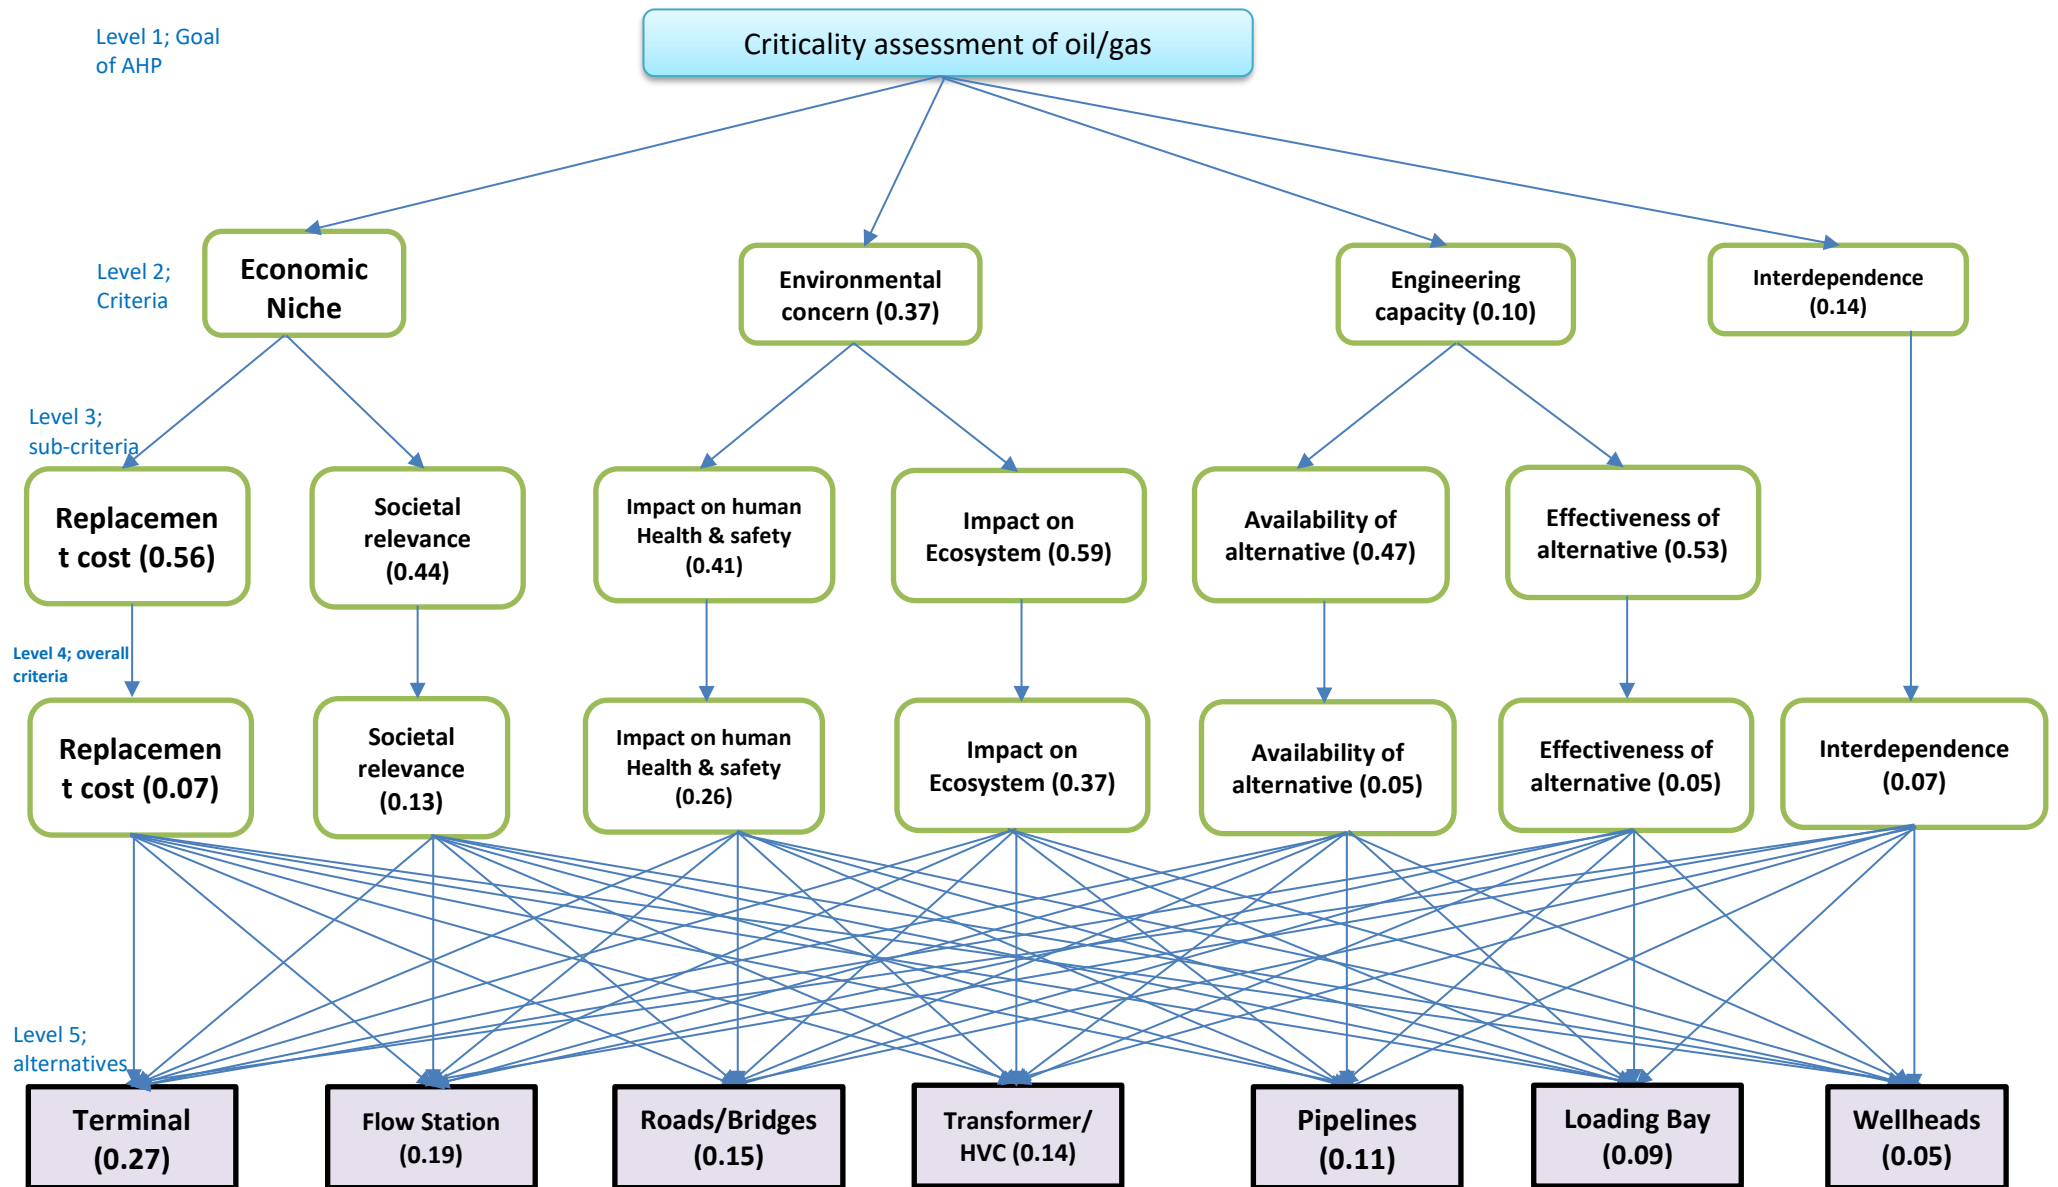 Level 1; Goal
of AHP
Criticality assessment of oil/gas
Level 2;
Criteria
Economic
Niche
Environmental
concern (0.37)
Engineering
capacity (0.10)
Interdependence
(0.14)
Level 3;
sub-criteria
Replacemen
t cost (0.56)
Societal
relevance
(0.44)
Impact on human
Health & safety
(0.41)
Impact on
Ecosystem (0.59)
Availability of
alternative (0.47)
Effectiveness of
alternative (0.53)
Level 4; overall
criteria
Replacemen
t cost (0.07)
Societal
relevance
(0.13)
Impact on human
Health & safety
(0.26)
Impact on
Ecosystem (0.37)
Availability of
alternative (0.05)
Effectiveness of
alternative (0.05)
Interdependence
(0.07)
Level 5;
alternatives
Terminal
(0.27)
Flow Station
(0.19)
Roads/Bridges
(0.15)
Transformer/
HVC (0.14)
Pipelines
(0.11)
Loading Bay
(0.09)
Wellheads
(0.05)